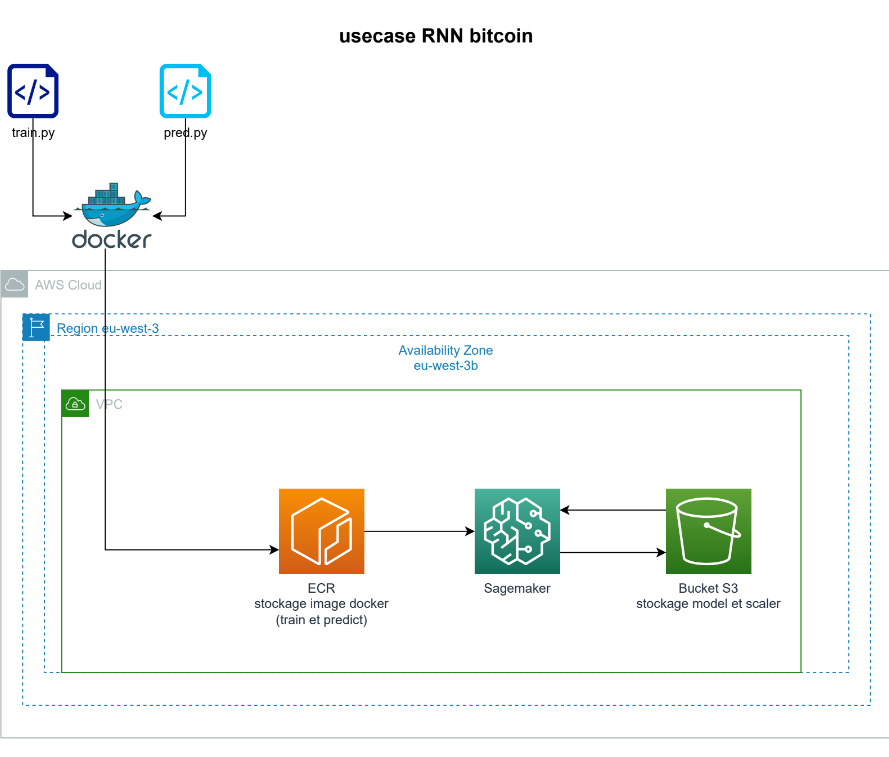 usecase RNN bitcoin
</>
</>
train.py
pred.py
docker
AWS Cloud
Region eu-west-3
Availability Zone
eu-west-3b
VPC
ECR
stockage image docker
(train et predict)
Sagemaker
Bucket S3
stockage model et scaler